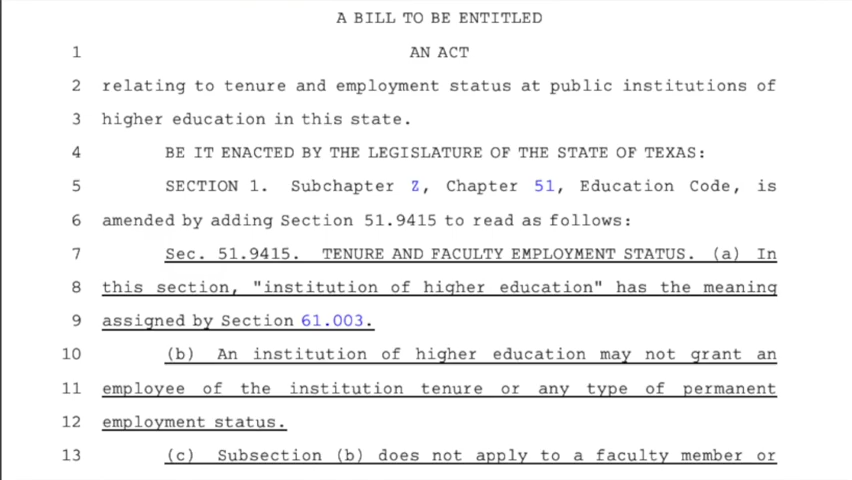 A BILL TO BE ENTITLED
1 AN ACT
2 relating to tenure and employment status at public institutions of
3 higher education in this state.
4 BE IT ENACTED BY THE LEGISLATURE OF THE STATE OF TEXAS:
5 SECTION 1. Subchapter Z, Chapter 51, Education Code, is
6 amended by adding Section 51.9415 to read as follows:
7 Sec. 51.9415. TENURE AND FACULTY EMPLOYMENT STATUS. (a) In
8 this section, "institution of higher education" has the meaning
9 assigned by Section 61.003.
10 (b) An institution of higher education may not grant an
11 employee of the institution tenure or any type of permanent
12 employment status.
13 (c) Subsection (b) does not apply to a faculty member or